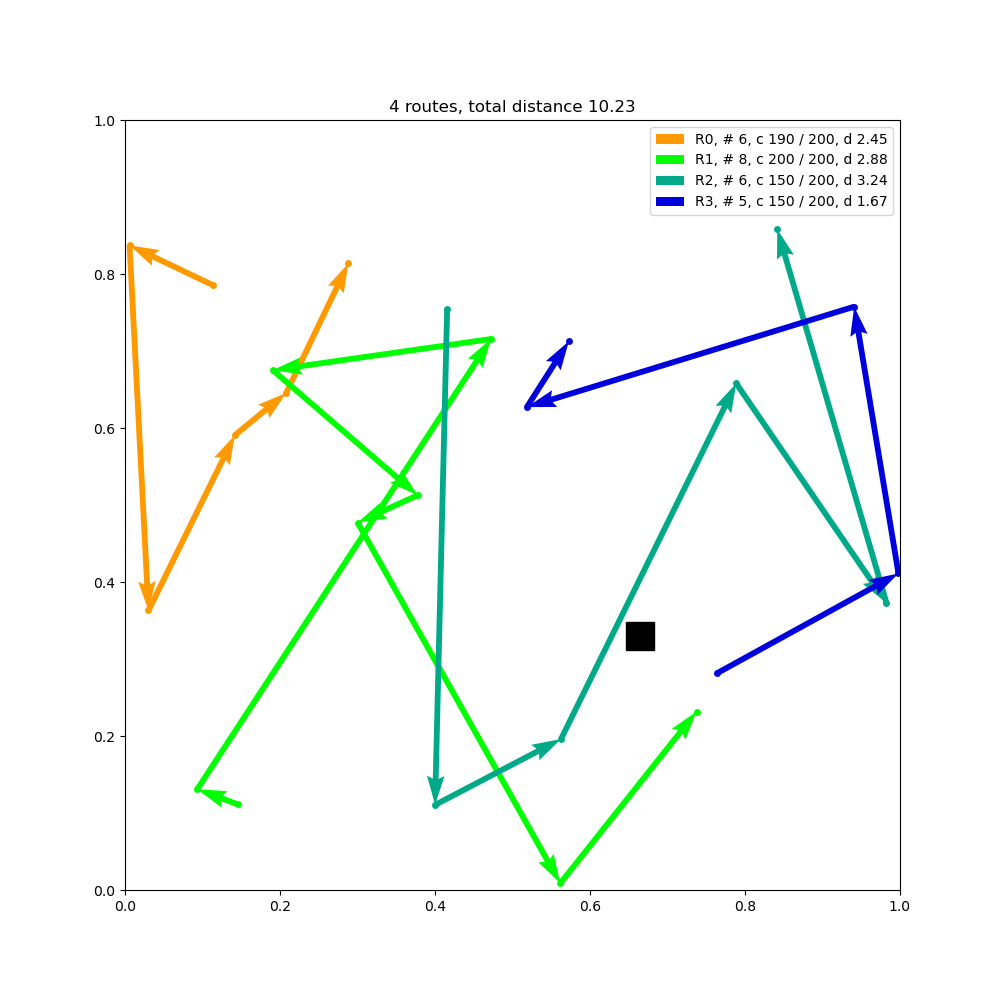 4 routes, total distance 10.23
R0, # 6, c 190 / 200, d 2.45
R1, # 8, c 200 / 200, d 2.88
R2, # 6, c 150 / 200, d 3.24
R3, # 5, c 150 / 200, d 1.67
1.0
0.8
0.6
0.4
0.2
0.0
0.0 0.2 0.4 0.6 0.8 1.0